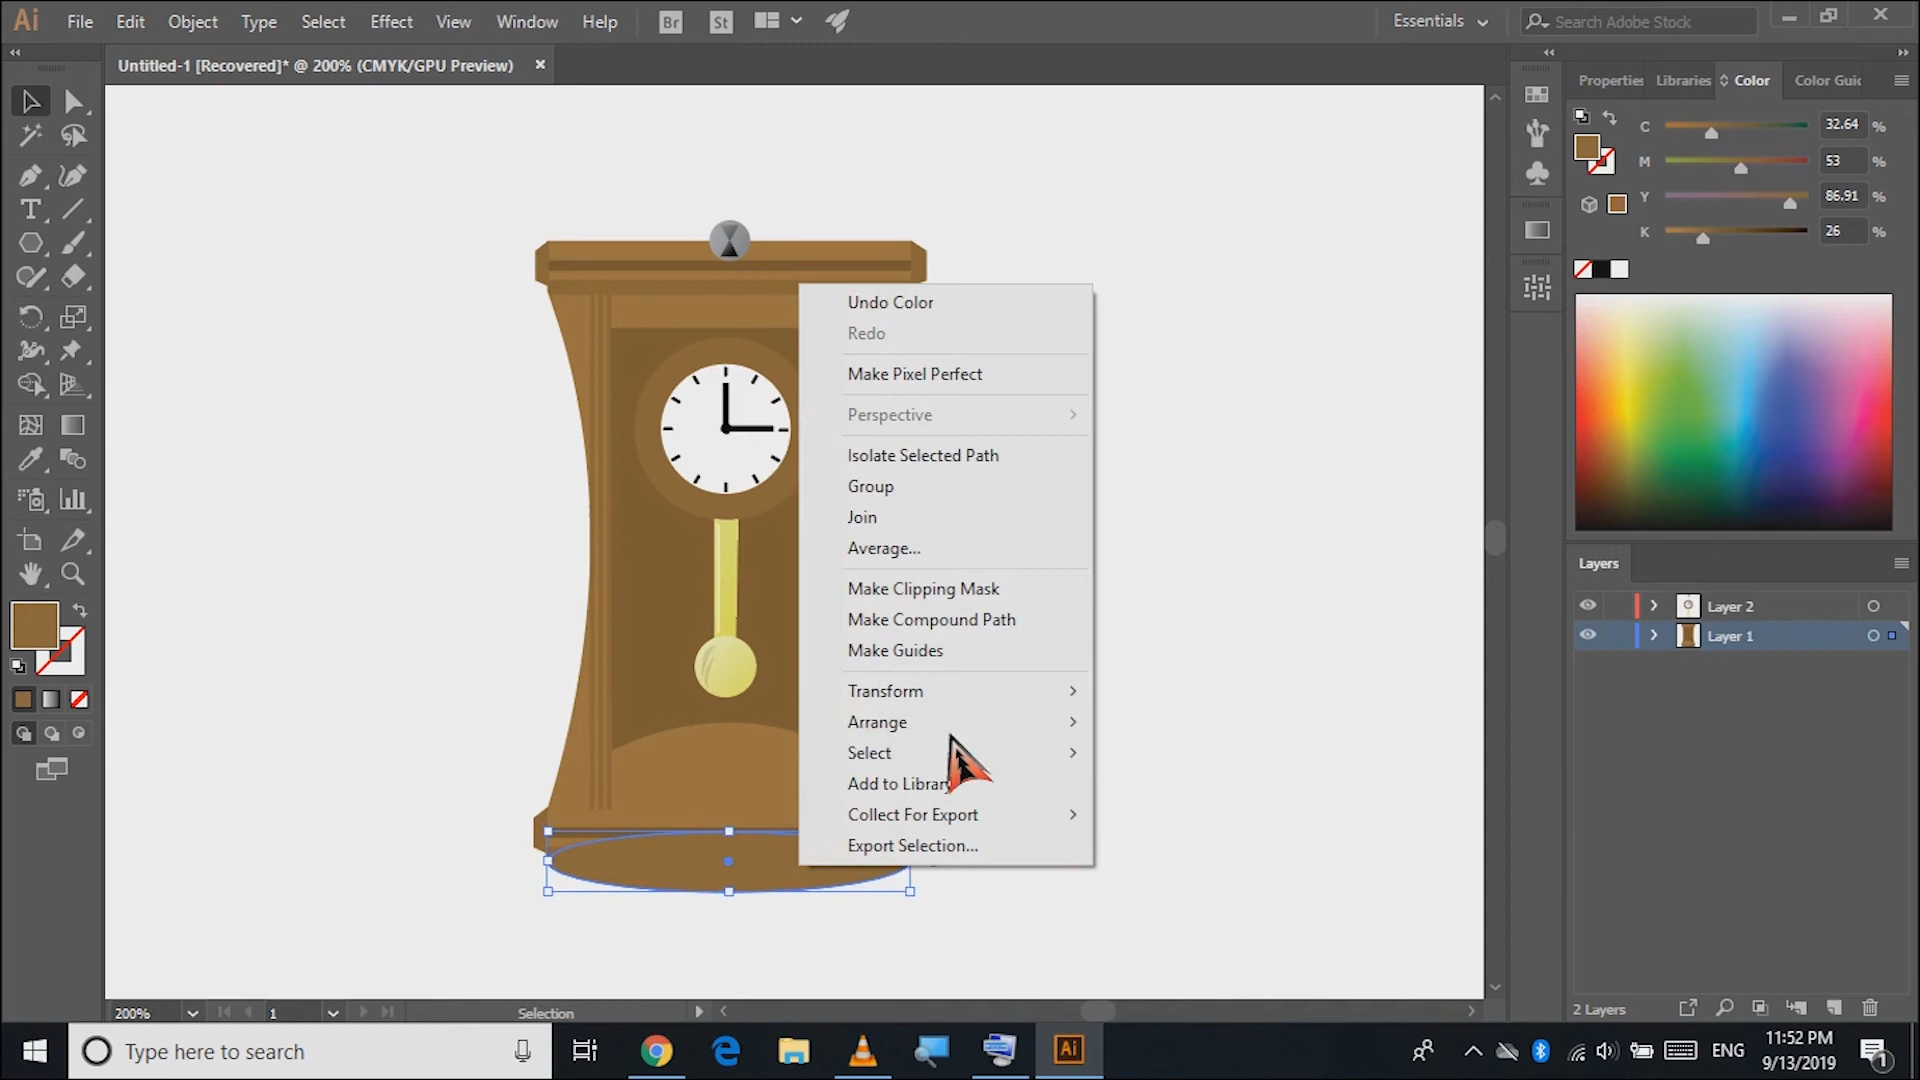 Ai File Edit Object Type Select Effect View Window Help Br St Essentials Search Adobe Stock
Untitled-1 [Recovered]* @ 200% (CMYK/GPU Preview)
Properties Libraries Color Color Guic
C 32.64 %
M 53 %
Y 86.91 %
K 26 %
Undo Color
Redo
Make Pixel Perfect
Perspective
Isolate Selected Path
Group
Join
Average...
Make Clipping Mask
Make Compound Path
Make Guides
Transform
Arrange
Select
Add to Library
Collect For Export
Export Selection...
Layers
Layer 2
Layer 1
2 Layers
200% 1 Selection
Type here to search
Ai
ENG
11:52 PM
9/13/2019
1